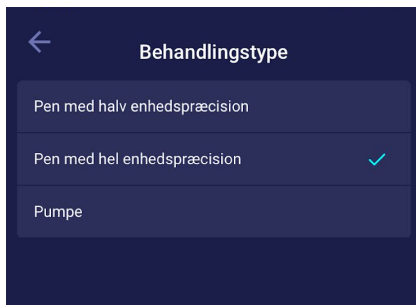 Behandlingstype
Pen med halv enhedspræcision
Pen med hel enhedspræcision
Pumpe